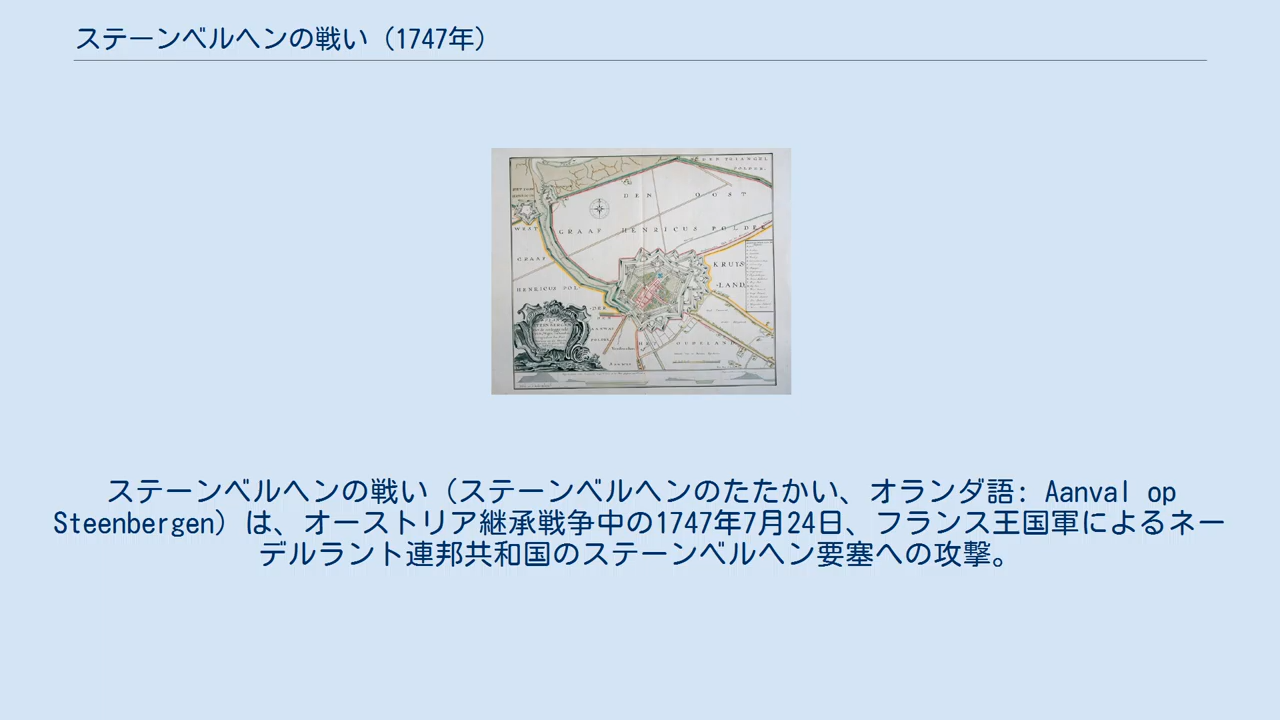 ステーンベルヘンの戦い（1747年）
DEN OOST
GRAAF HENRICUS POLDER
WEST
GRAAF
HENRICUS POL
KRUIS
LAND
HET OUDELAND
ステーンベルヘンの戦い（ステーンベルヘンのたたかい、オランダ語: Aanval op
Steenbergen）は、オーストリア継承戦争中の1747年7月24日、フランス王国軍によるネー
デルラント連邦共和国のステーンベルヘン要塞への攻撃。